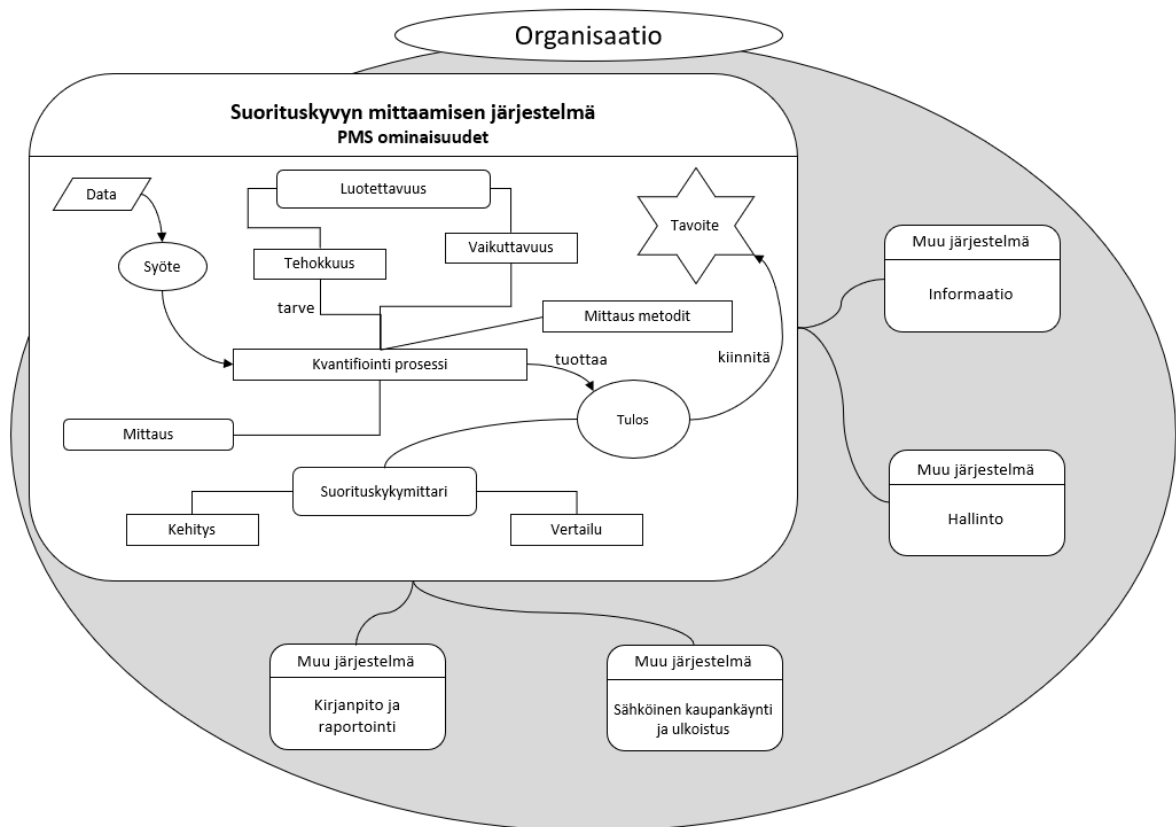 Organisaatio
Suorituskyvyn mittaamisen järjestelmä
PMS ominaisuudet
Data
Luotettavuus
Tavoite
Syöte
Tehokkuus
Vaikuttavuus
tarve
Mittaus metodit
Kvantifiointi prosessi
tuottaa
kiinnitä
Mittaus
Tulos
Suorituskykymittari
Kehitys
Vertailu
Muu järjestelmä
Informaatio
Muu järjestelmä
Hallinto
Muu järjestelmä
Kirjanpito ja
raportointi
Muu järjestelmä
Sähköinen kaupankäynti
ja ulkoistus